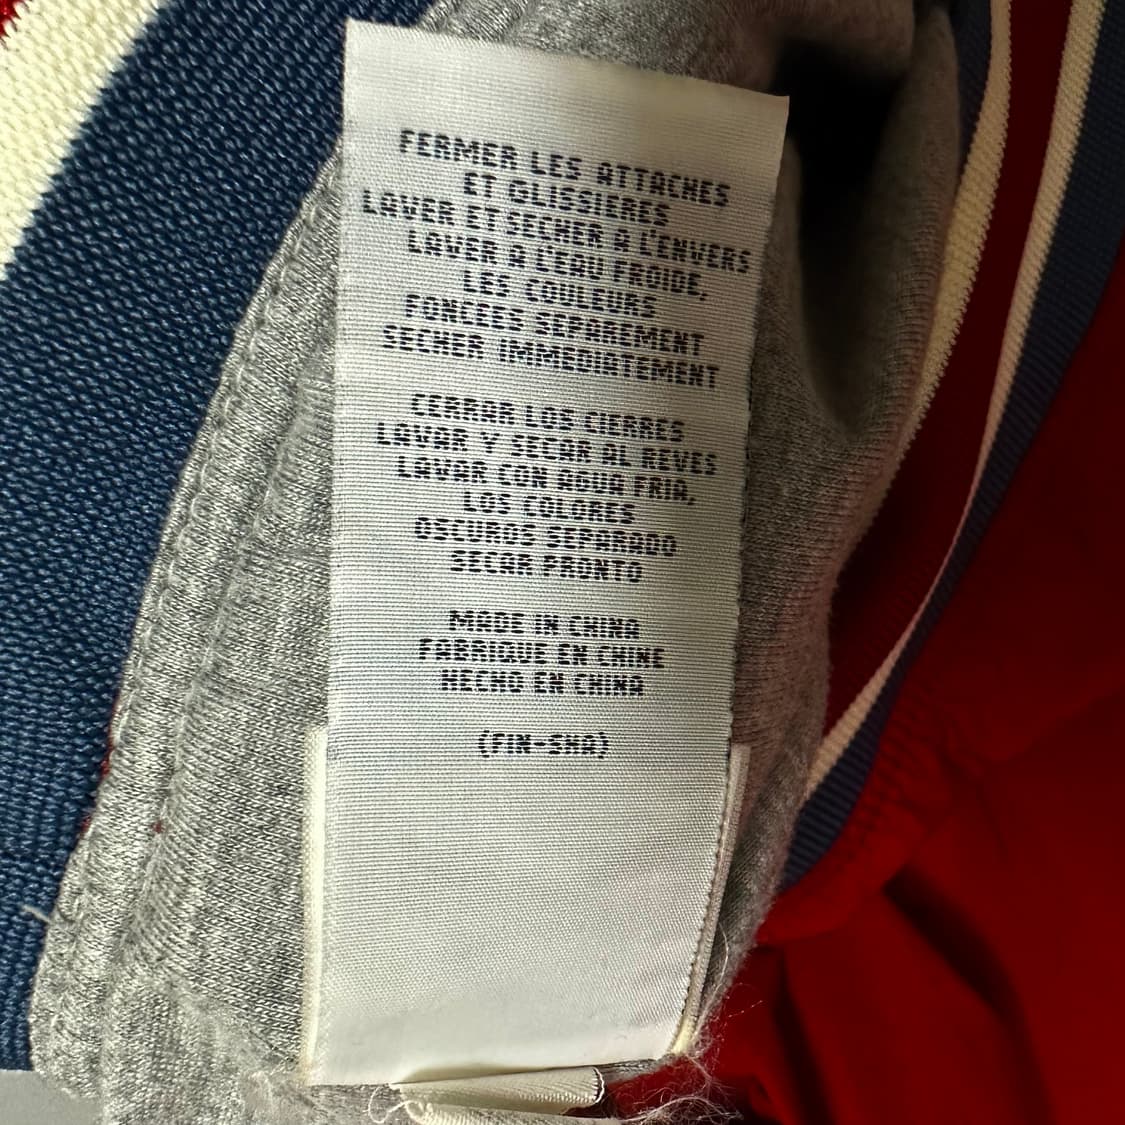 FERMER LES ATTACHES
ET GLISSIERES
LAVER ET SECHER A L'ENVERS
LAVER A L'EAU FROIDE,
LES COULEURS
FONCEES SEPAREMENT
SECHER IMMEDIATEMENT
CERRAR LOS CIERRES
LAVAR Y SECAR AL REVES
LAVAR CON AGUA FRIA,
LOS COLORES
OSCUROS SEPARADO
SECAR PRONTO
MADE IN CHINA
FABRIQUE EN CHINE
HECHO EN CHINA
(FIN-SHA)